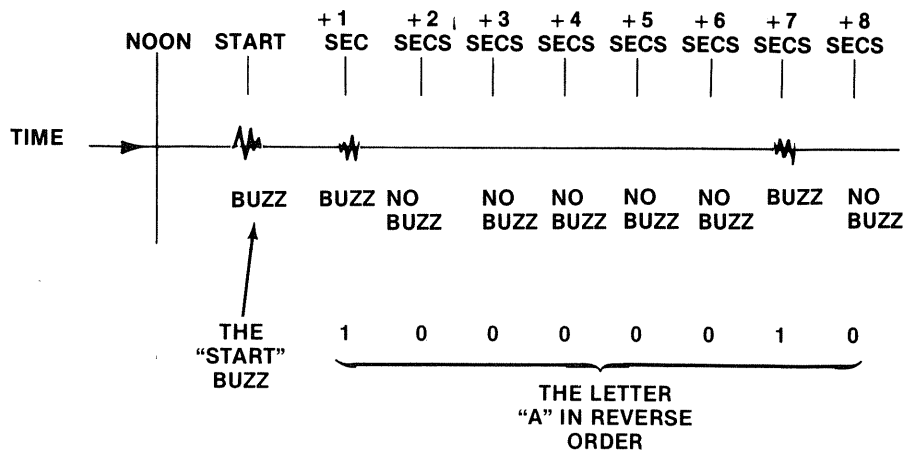 +1 +2 +3 +4 +5 +6 +7 +8
NOON START SEC SECS SECS SECS SECS SECS SECS SECS
TIME
BUZZ BUZZ NO NO NO NO NO BUZZ NO
BUZZ BUZZ BUZZ BUZZ BUZZ BUZZ
THE 1 0 0 0 0 0 1 0
“START”
BUZZ
THE LETTER
“A” IN REVERSE
ORDER